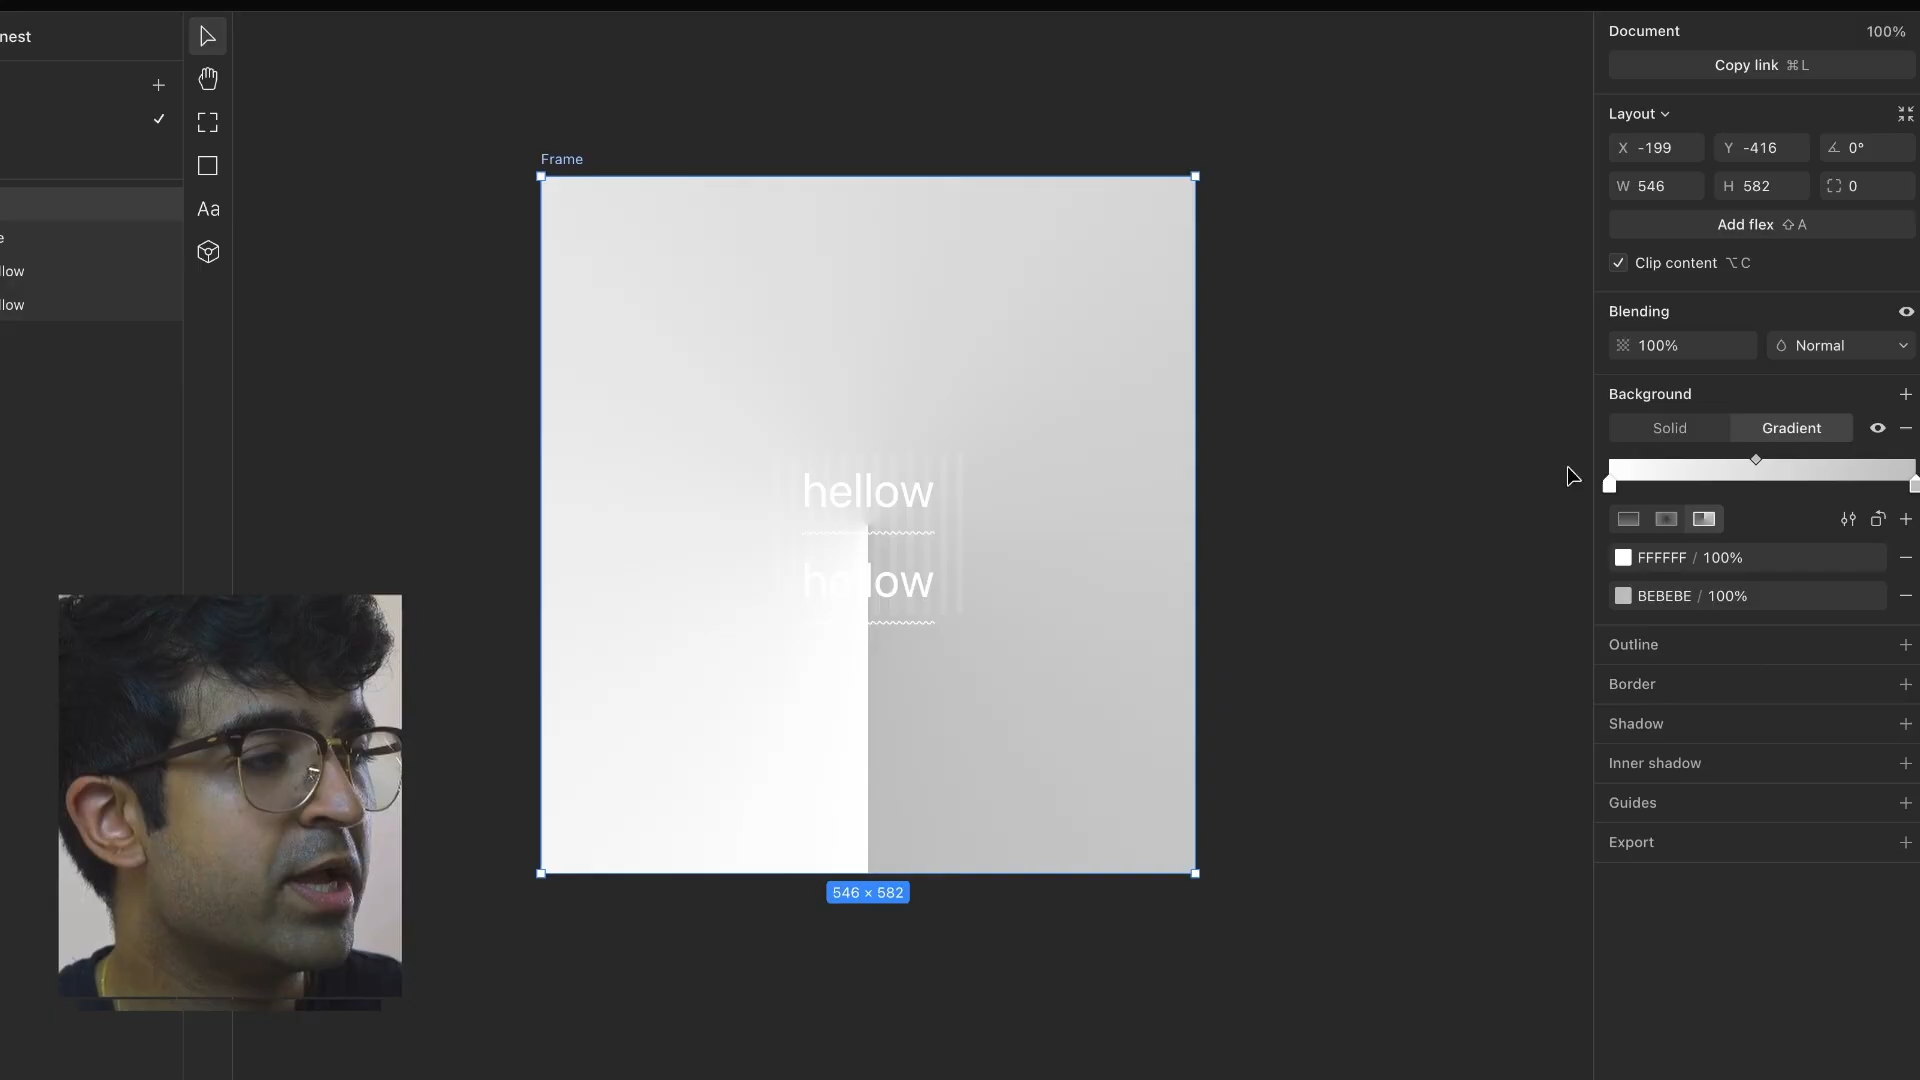 nest
Aa
e
llow
llow
Frame
hellow
hellow
546 × 582
Document 100%
Copy link ⌘ L
Layout
X -199 Y -416 0°
W 546 H 582 0
Add flex ⇧ A
Clip content ⌥ C
Blending
100% Normal
Background
Solid Gradient
FFFFFF / 100%
BEBEBE / 100%
Outline
Border
Shadow
Inner shadow
Guides
Export